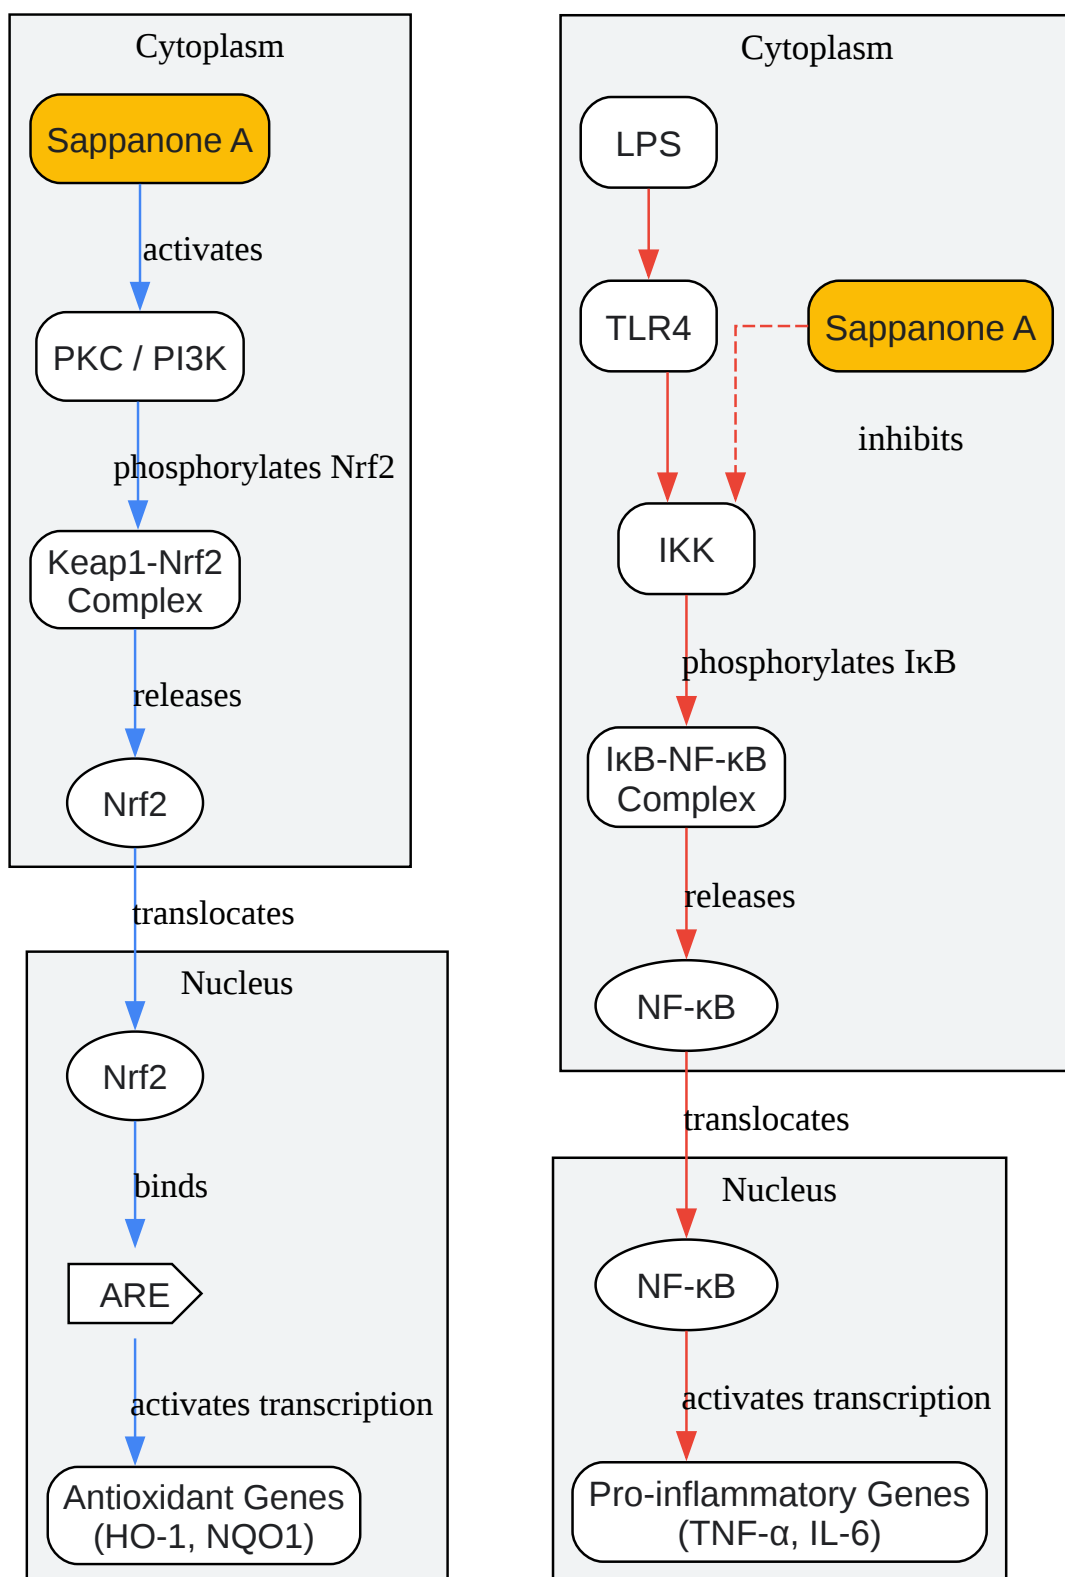 Cytoplasm
Sappanone A
activates
PKC / PI3K
phosphorylates Nrf2
Keap1-Nrf2
Complex
releases
Nrf2
translocates
Nucleus
Nrf2
binds
ARE
activates transcription
Antioxidant Genes
(HO-1, NQO1)
Cytoplasm
LPS
TLR4
Sappanone A
inhibits
IKK
phosphorylates IκB
IκB-NF-κB
Complex
releases
NF-κB
translocates
Nucleus
NF-κB
activates transcription
Pro-inflammatory Genes
(TNF-α, IL-6)